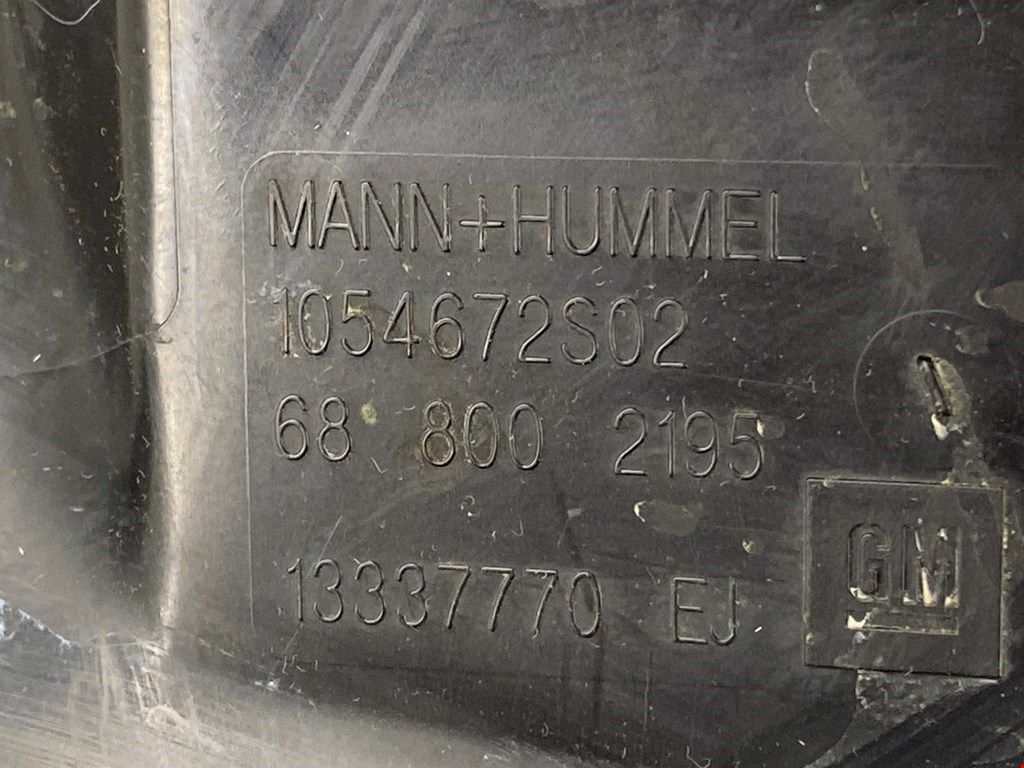 MANN+HUMMEL
1054672S02
68 800 2195
13337770 EJ
GM